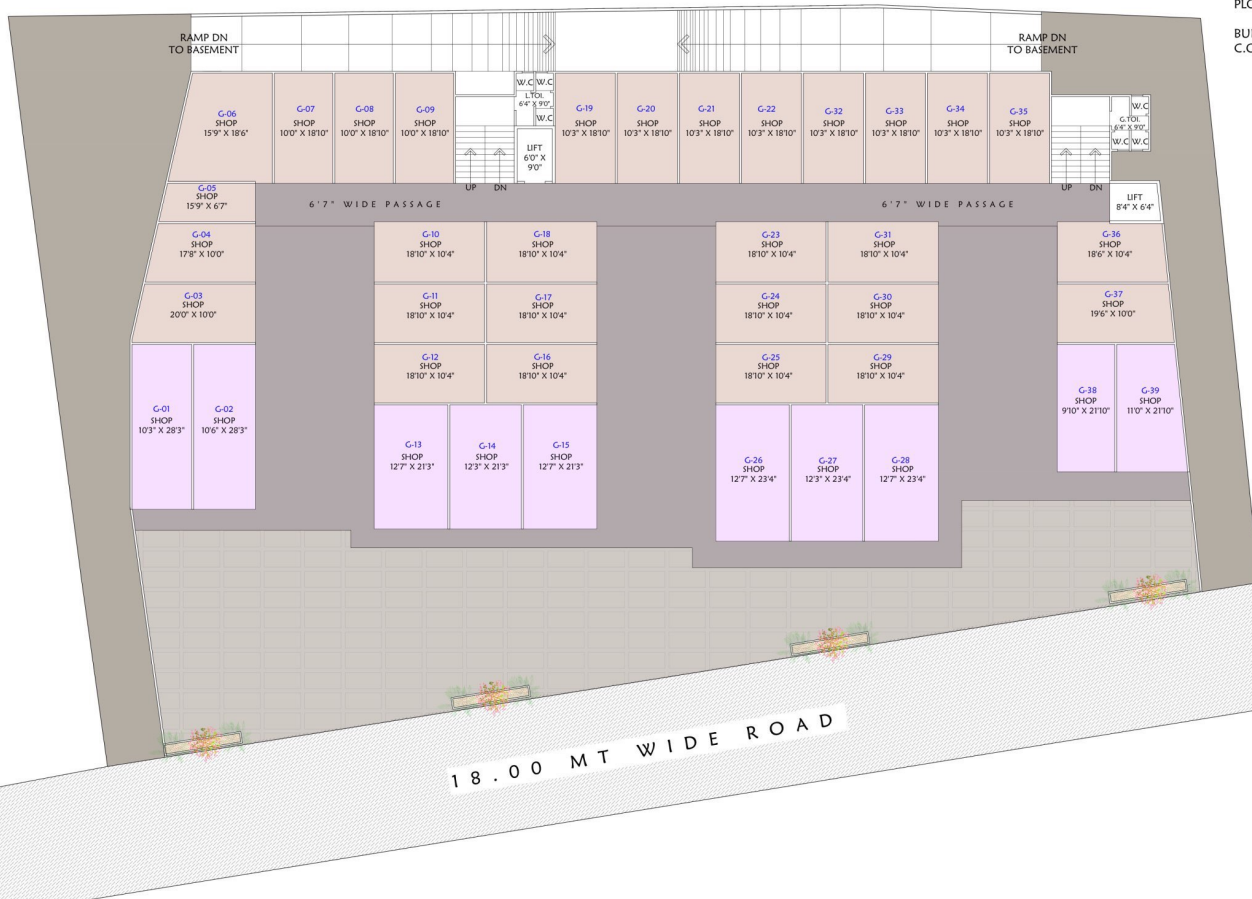 PLO
BU
C.C
RAMP DN
TO BASEMENT
RAMP DN
TO BASEMENT
G-06
SHOP
15'9" X 18'6"
G-07
SHOP
10'0" X 18'10"
G-08
SHOP
10'0" X 18'10"
G-09
SHOP
10'0" X 18'10"
W.C
W.C
L.TOI.
6'4" X 9'0"
W.C
LIFT
6'0" X
9'0"
UP
DN
G-19
SHOP
10'3" X 18'10"
G-20
SHOP
10'3" X 18'10"
G-21
SHOP
10'3" X 18'10"
G-22
SHOP
10'3" X 18'10"
G-32
SHOP
10'3" X 18'10"
G-33
SHOP
10'3" X 18'10"
G-34
SHOP
10'3" X 18'10"
G-35
SHOP
10'3" X 18'10"
W.C
G.TOI.
6'4" X 9'0"
W.C
W.C
UP
DN
LIFT
8'4" X 6'4"
G-05
SHOP
15'9" X 6'7"
6'7" WIDE PASSAGE
6'7" WIDE PASSAGE
G-04
SHOP
17'8" X 10'0"
G-10
SHOP
18'10" X 10'4"
G-18
SHOP
18'10" X 10'4"
G-23
SHOP
18'10" X 10'4"
G-31
SHOP
18'10" X 10'4"
G-36
SHOP
18'6" X 10'4"
G-03
SHOP
20'0" X 10'0"
G-11
SHOP
18'10" X 10'4"
G-17
SHOP
18'10" X 10'4"
G-24
SHOP
18'10" X 10'4"
G-30
SHOP
18'10" X 10'4"
G-37
SHOP
19'6" X 10'0"
G-12
SHOP
18'10" X 10'4"
G-16
SHOP
18'10" X 10'4"
G-25
SHOP
18'10" X 10'4"
G-29
SHOP
18'10" X 10'4"
G-01
SHOP
10'3" X 28'3"
G-02
SHOP
10'6" X 28'3"
G-13
SHOP
12'7" X 21'3"
G-14
SHOP
12'3" X 21'3"
G-15
SHOP
12'7" X 21'3"
G-26
SHOP
12'7" X 23'4"
G-27
SHOP
12'3" X 23'4"
G-28
SHOP
12'7" X 23'4"
G-38
SHOP
9'10" X 21'10"
G-39
SHOP
11'0" X 21'10"
18.00 MT WIDE ROAD